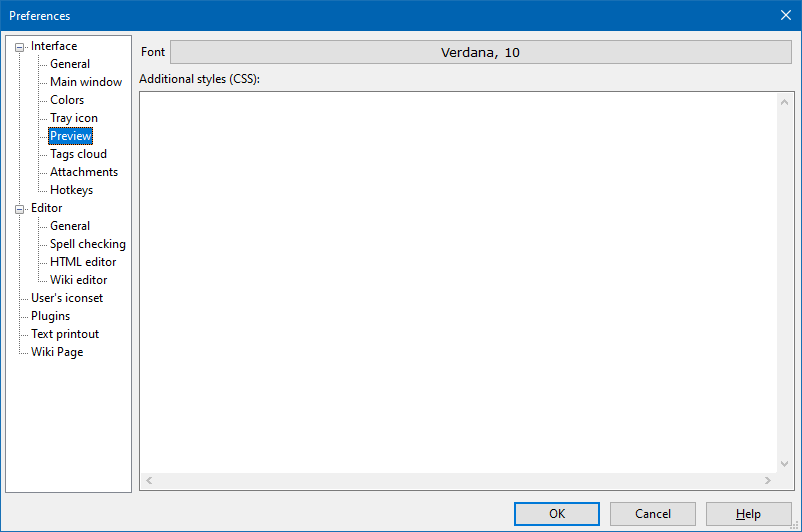 Preferences
Interface
General
Main window
Colors
Tray icon
Preview
Tags cloud
Attachments
Hotkeys
Editor
General
Spell checking
HTML editor
Wiki editor
User's iconset
Plugins
Text printout
Wiki Page
Font
Verdana, 10
Additional styles (CSS):
OK
Cancel
Help